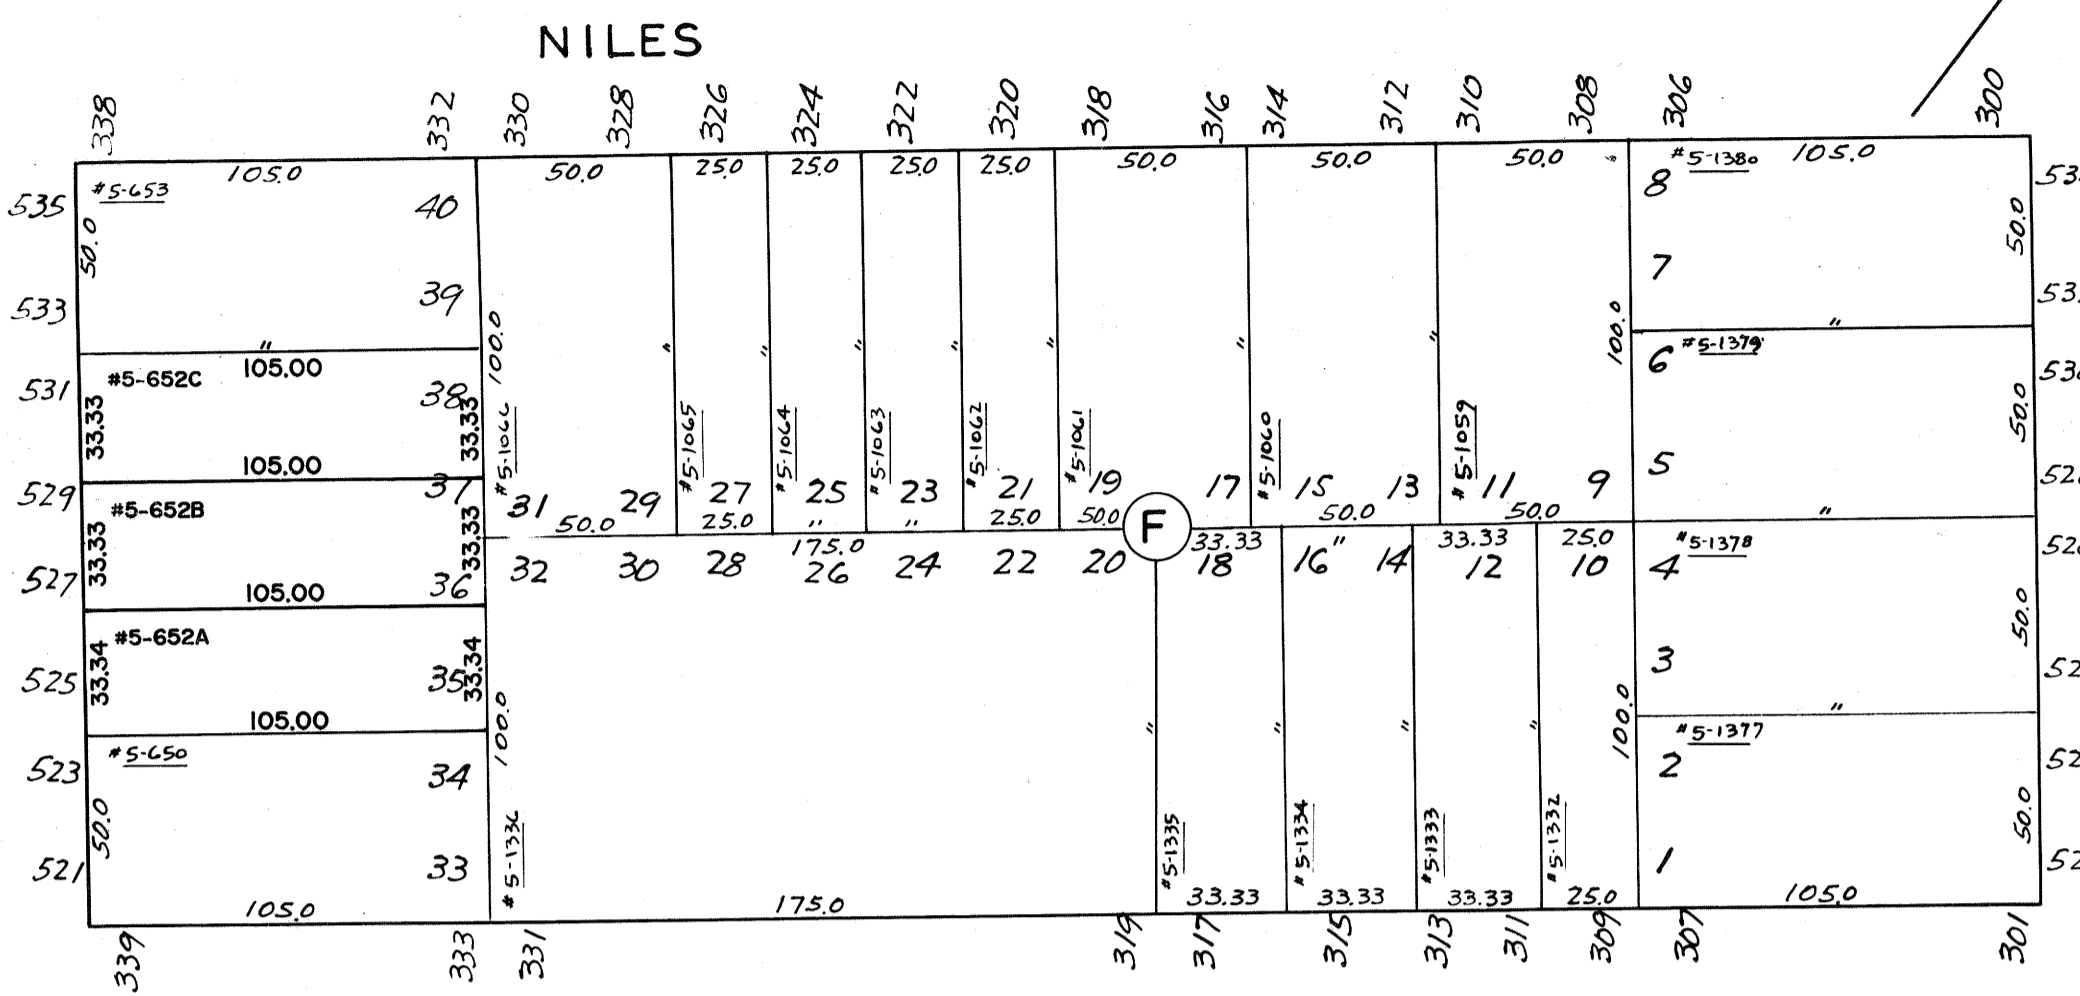 NILES
338 332 330 328 326 324 322 320 318 316 314 312 310 308 306 300
105.0 50.0 25.0 25.0 25.0 25.0 50.0 50.0 50.0 #5-1380 105.0
535 #5-653 40 8
50.0 50.0
533 39 7 "
" 100.0 " " " " " " " 100.0
#5-652C 105.00 6 #5-1379
531 33.33 38 33.33 50.0
105.00 #5-1066 #5-1065 #5-1064 #5-1063 #5-1062 #5-1061 #5-1060 #5-1059 5
529 37 31 29 27 25 23 21 19 17 15 13 11 9
#5-652B 50.0 25.0 " " 25.0 50.0 F 50.0 50.0 "
33.33 33.33 175.0 33.33 " 33.33 25.0 #5-1378
527 36 32 30 28 26 24 22 20 18 16 14 12 10 4
105.00 50.0
#5-652A
525 33.34 35 33.34 3
105.00 100.0 " " " " 100.0 "
#5-650 #5-1377
523 34 2
50.0 50.0
521 33 #5-1336 #5-1335 #5-1334 #5-1333 #5-1332 1
105.0 175.0 33.33 33.33 33.33 25.0 105.0
339 333 331 319 317 315 313 311 309 307 301